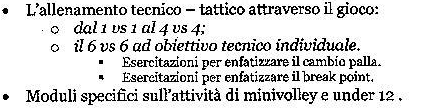 • L'allenamento tecnico – tattico attraverso il gioco:
o dal 1 vs 1 al 4 vs 4;
o il 6 vs 6 ad obiettivo tecnico individuale.
▪ Esercitazioni per enfatizzare il cambio palla.
▪ Esercitazioni per enfatizzare il break point.
• Moduli specifici sull'attività di minivolley e under 12 .